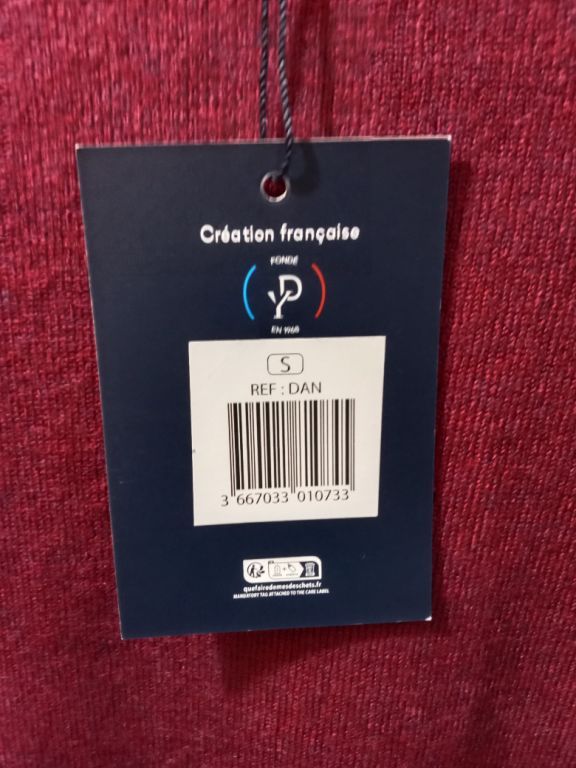 Création française
FONDÉ
YP
EN 1968
S
REF : DAN
3 667033 010733
quefairedemesdechets.fr
MANDATORY TAG ATTACHED TO THE CARE LABEL